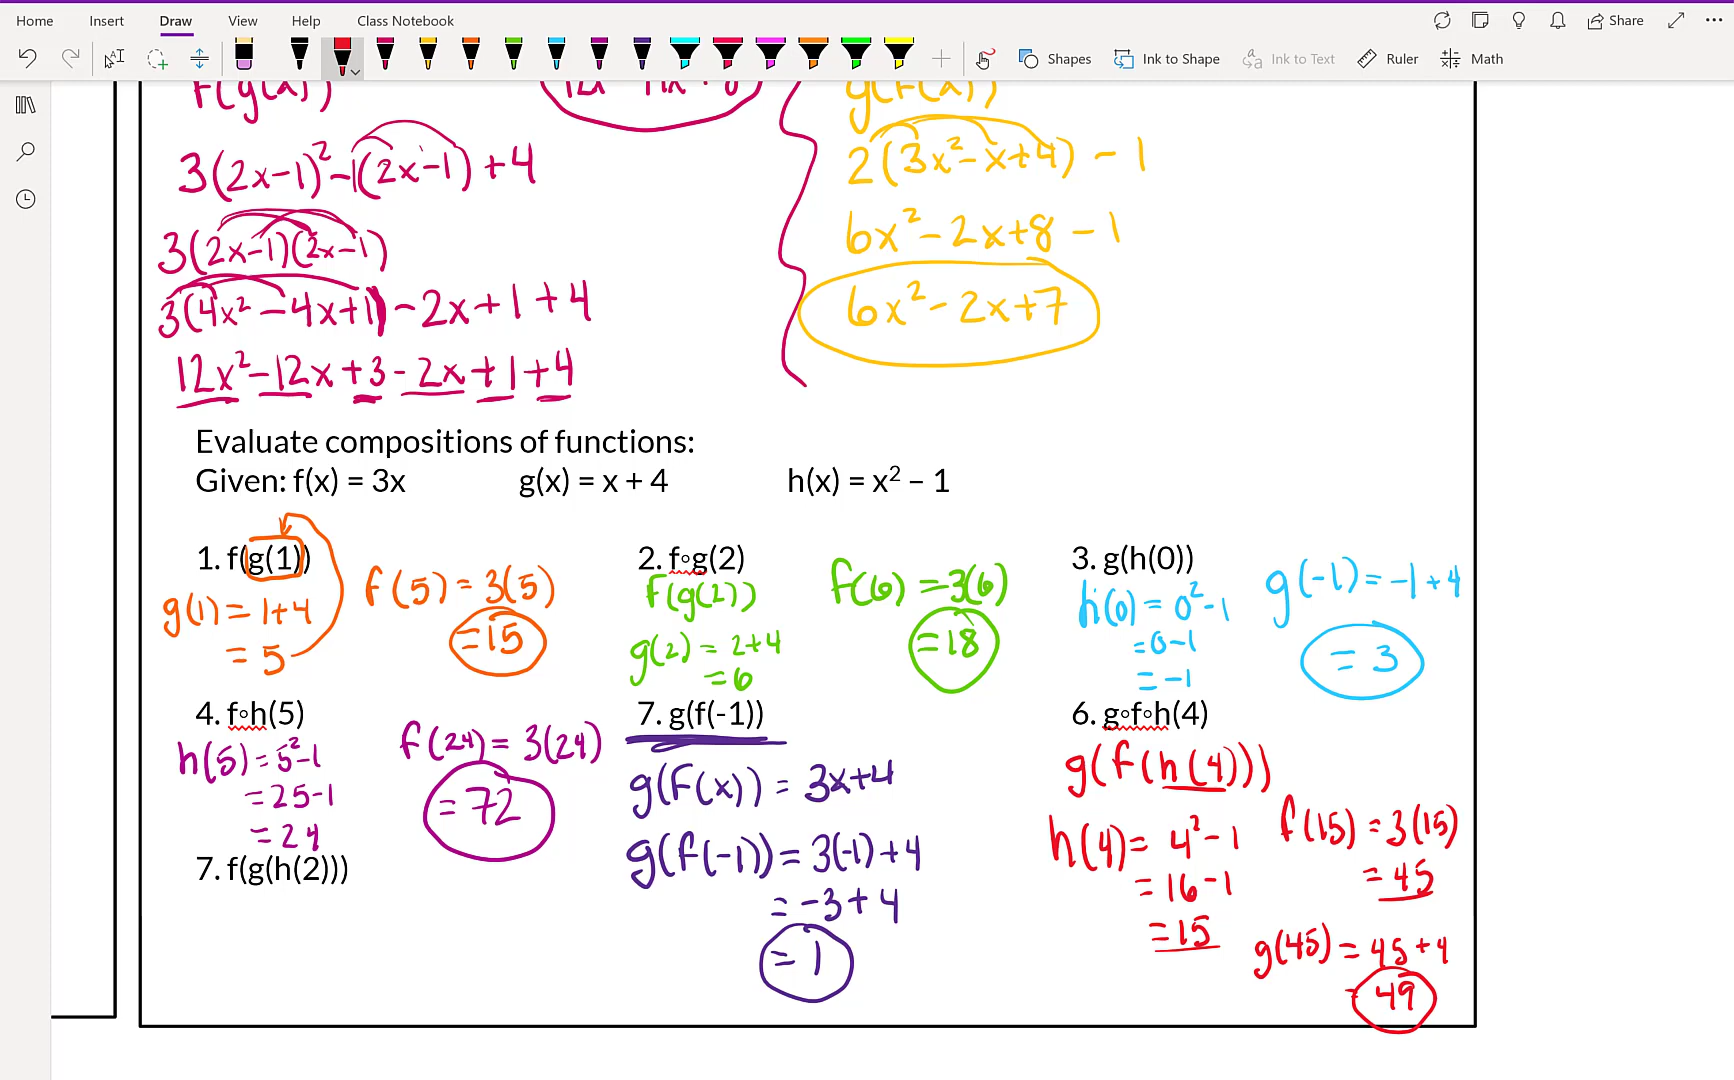 Home Insert Draw View Help Class Notebook Share
Shapes Ink to Shape Ink to Text Ruler Math
f(g(x))
g(f(x))
3(2x-1)² -1(2x-1) +4
3(2x-1)(2x-1)
3(4x² -4x+1) -2x+1+4
12x² -12x +3 -2x +1 +4
2(3x² -x+4) -1
6x² -2x+8 -1
6x² -2x+7
Evaluate compositions of functions:
Given: f(x) = 3x g(x) = x + 4 h(x) = x² – 1
1. f(g(1))
g(1) = 1+4
= 5
f(5) = 3(5)
=15
2. f∘g(2)
f(g(2))
g(2) = 2+4
= 6
f(6) =3(6)
=18
3. g(h(0))
h(0) = 0²-1
=0-1
= -1
g(-1) = -1+4
= 3
4. f∘h(5)
h(5) = 5²-1
=25-1
=24
f(24) = 3(24)
= 72
7. g(f(-1))
g(f(x)) = 3x+4
g(f(-1)) = 3(-1)+4
= -3+4
= 1
6. g∘f∘h(4)
g(f(h(4)))
h(4) = 4²-1
= 16-1
=15
f(15) =3(15)
= 45
g(45) = 45+4
= 49
7. f(g(h(2)))